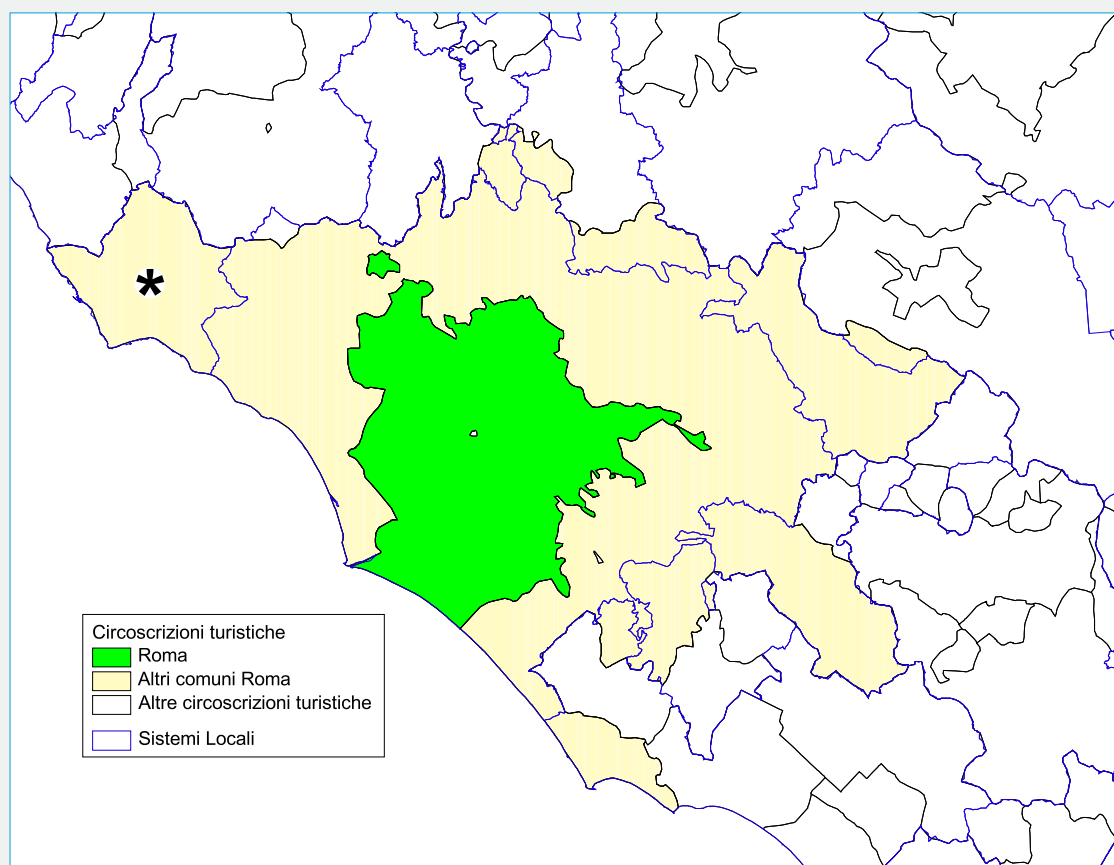 *
Circoscrizioni turistiche
Roma
Altri comuni Roma
Altre circoscrizioni turistiche
Sistemi Locali